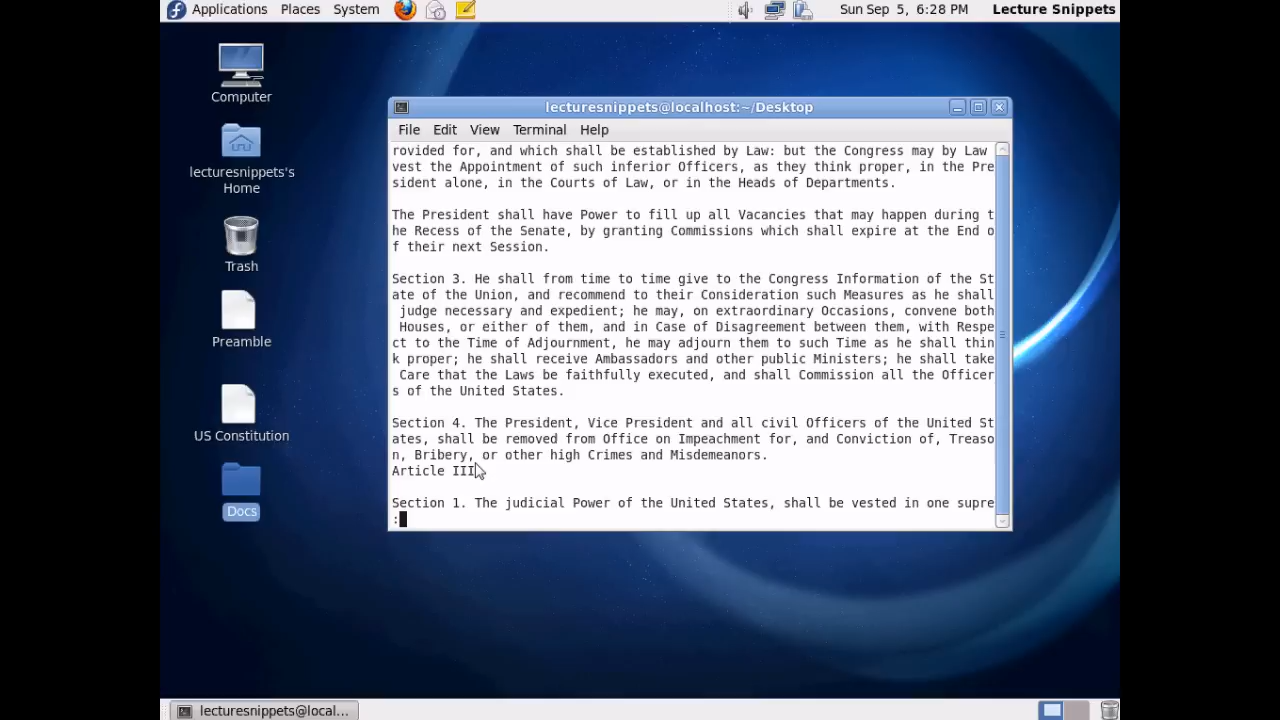 Applications Places System Sun Sep 5, 6:28 PM Lecture Snippets
Computer
lecturesnippets's
Home
Trash
Preamble
US Constitution
Docs
lecturesnippets@localhost:~/Desktop
File Edit View Terminal Help
rovided for, and which shall be established by Law: but the Congress may by Law
vest the Appointment of such inferior Officers, as they think proper, in the Pre
sident alone, in the Courts of Law, or in the Heads of Departments.
The President shall have Power to fill up all Vacancies that may happen during t
he Recess of the Senate, by granting Commissions which shall expire at the End o
f their next Session.
Section 3. He shall from time to time give to the Congress Information of the St
ate of the Union, and recommend to their Consideration such Measures as he shall
judge necessary and expedient; he may, on extraordinary Occasions, convene both
Houses, or either of them, and in Case of Disagreement between them, with Respe
ct to the Time of Adjournment, he may adjourn them to such Time as he shall thin
k proper; he shall receive Ambassadors and other public Ministers; he shall take
Care that the Laws be faithfully executed, and shall Commission all the Officer
s of the United States.
Section 4. The President, Vice President and all civil Officers of the United St
ates, shall be removed from Office on Impeachment for, and Conviction of, Treaso
n, Bribery, or other high Crimes and Misdemeanors.
Article III
Section 1. The judicial Power of the United States, shall be vested in one supre
:
lecturesnippets@local...